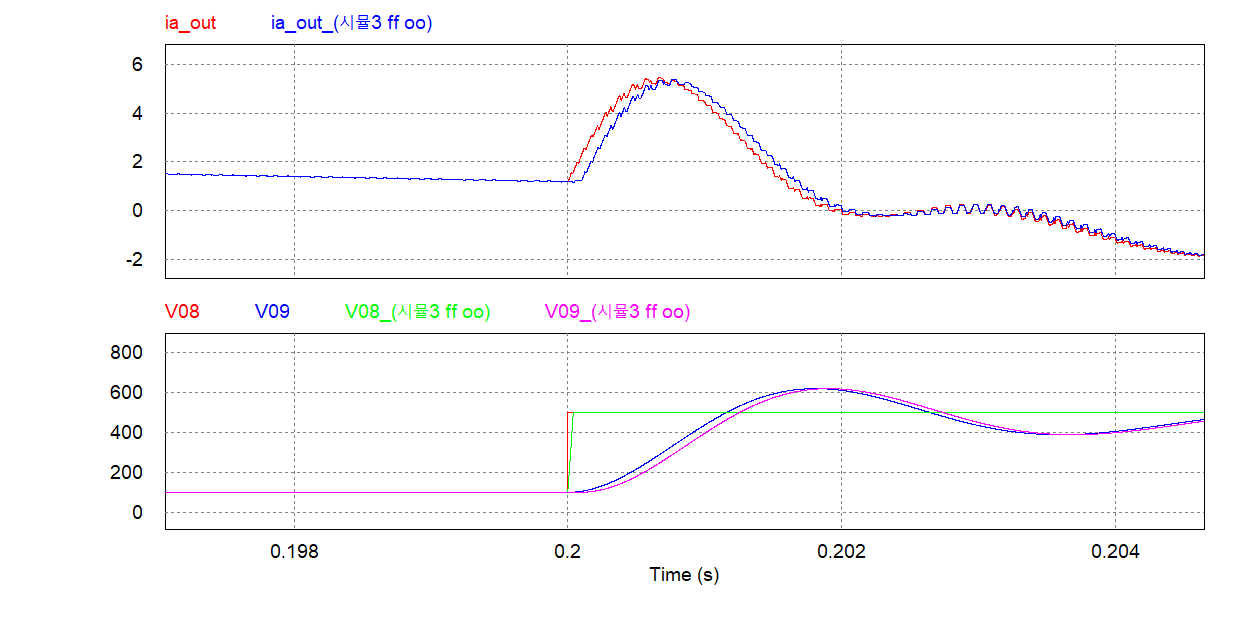 ia_out ia_out_(시뮬3 ff oo)
6
4
2
0
-2
V08 V09 V08_(시뮬3 ff oo) V09_(시뮬3 ff oo)
800
600
400
200
0
0.198 0.2 0.202 0.204
Time (s)